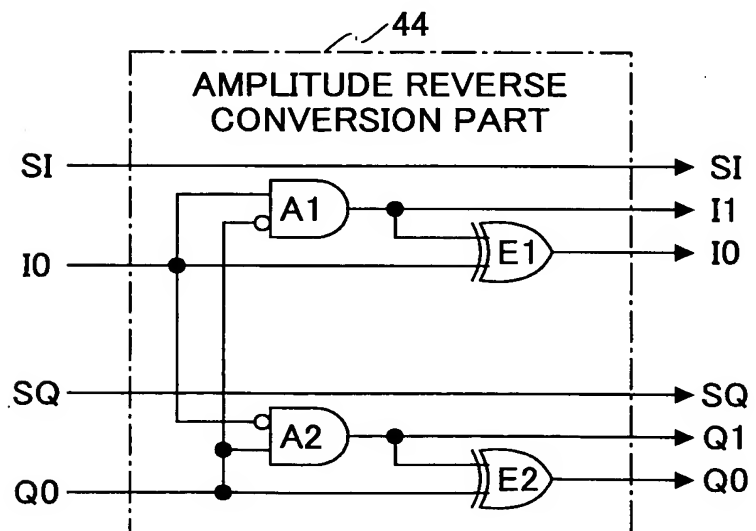 44
AMPLITUDE REVERSE
CONVERSION PART
SI
SI
A1
I1
I0
E1
I0
SQ
SQ
A2
Q1
Q0
E2
Q0